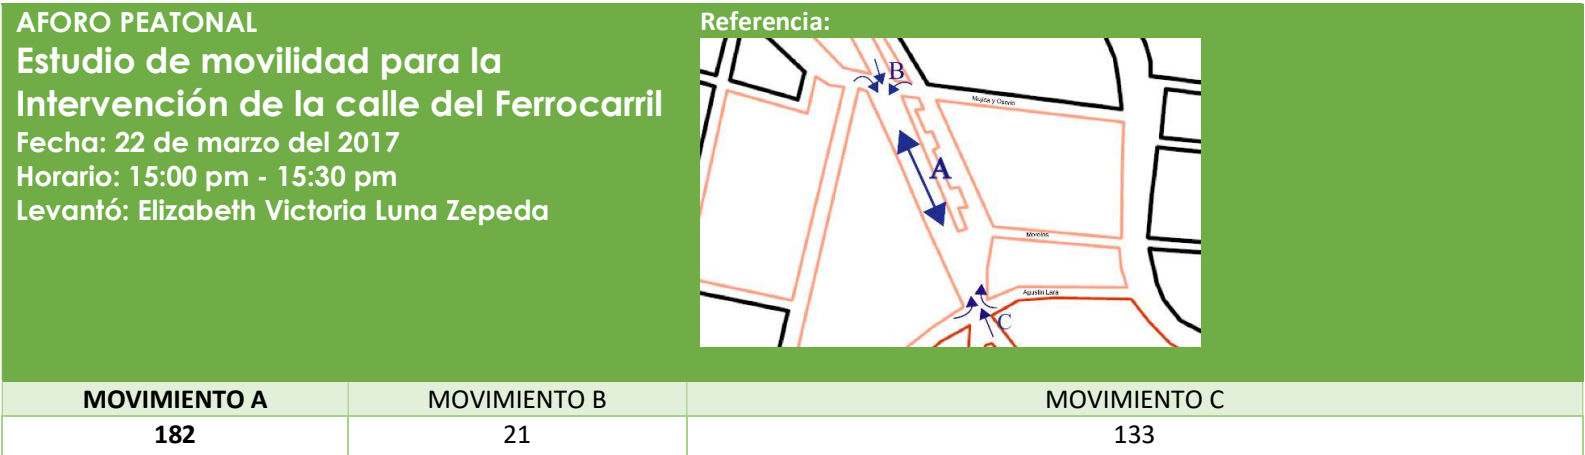 AFORO PEATONAL
Estudio de movilidad para la
Intervención de la calle del Ferrocarril
Fecha: 22 de marzo del 2017
Horario: 15:00 pm - 15:30 pm
Levantó: Elizabeth Victoria Luna Zepeda
Referencia:
B
Mujica y Osorio
A
Morelos
Agustín Lara
C
MOVIMIENTO A MOVIMIENTO B MOVIMIENTO C
182 21 133